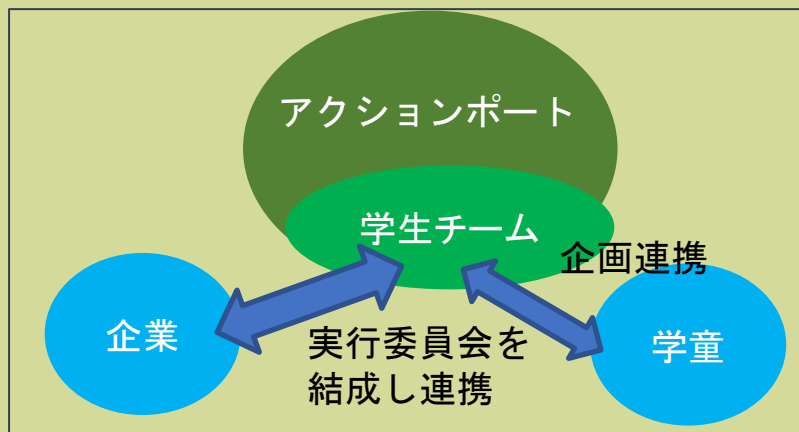 アクションポート
学生チーム
企画連携
企業
実行委員会を
結成し連携
学童